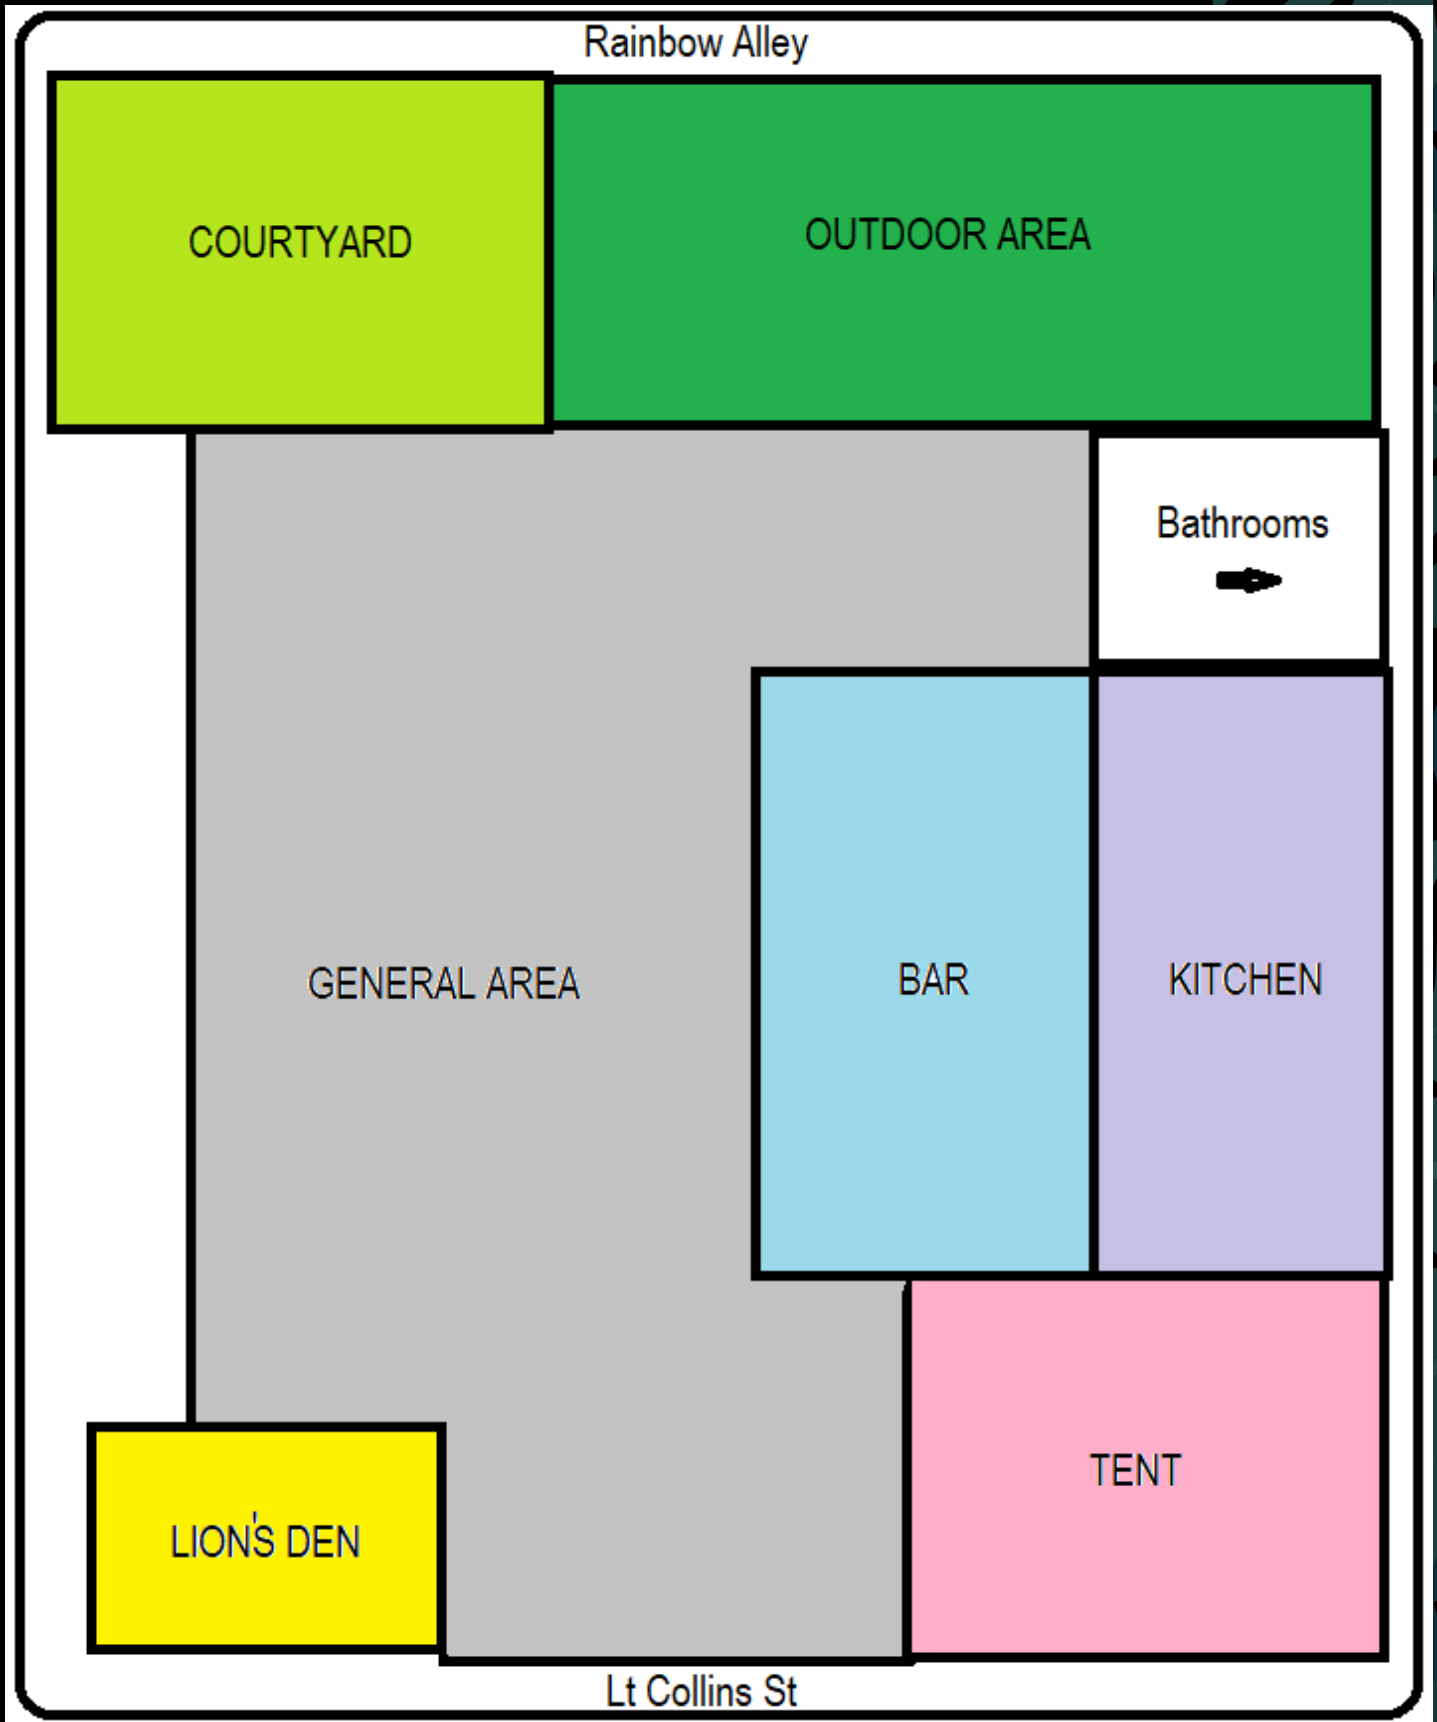 Rainbow Alley
COURTYARD
OUTDOOR AREA
Bathrooms
GENERAL AREA
BAR
KITCHEN
TENT
LION'S DEN
Lt Collins St